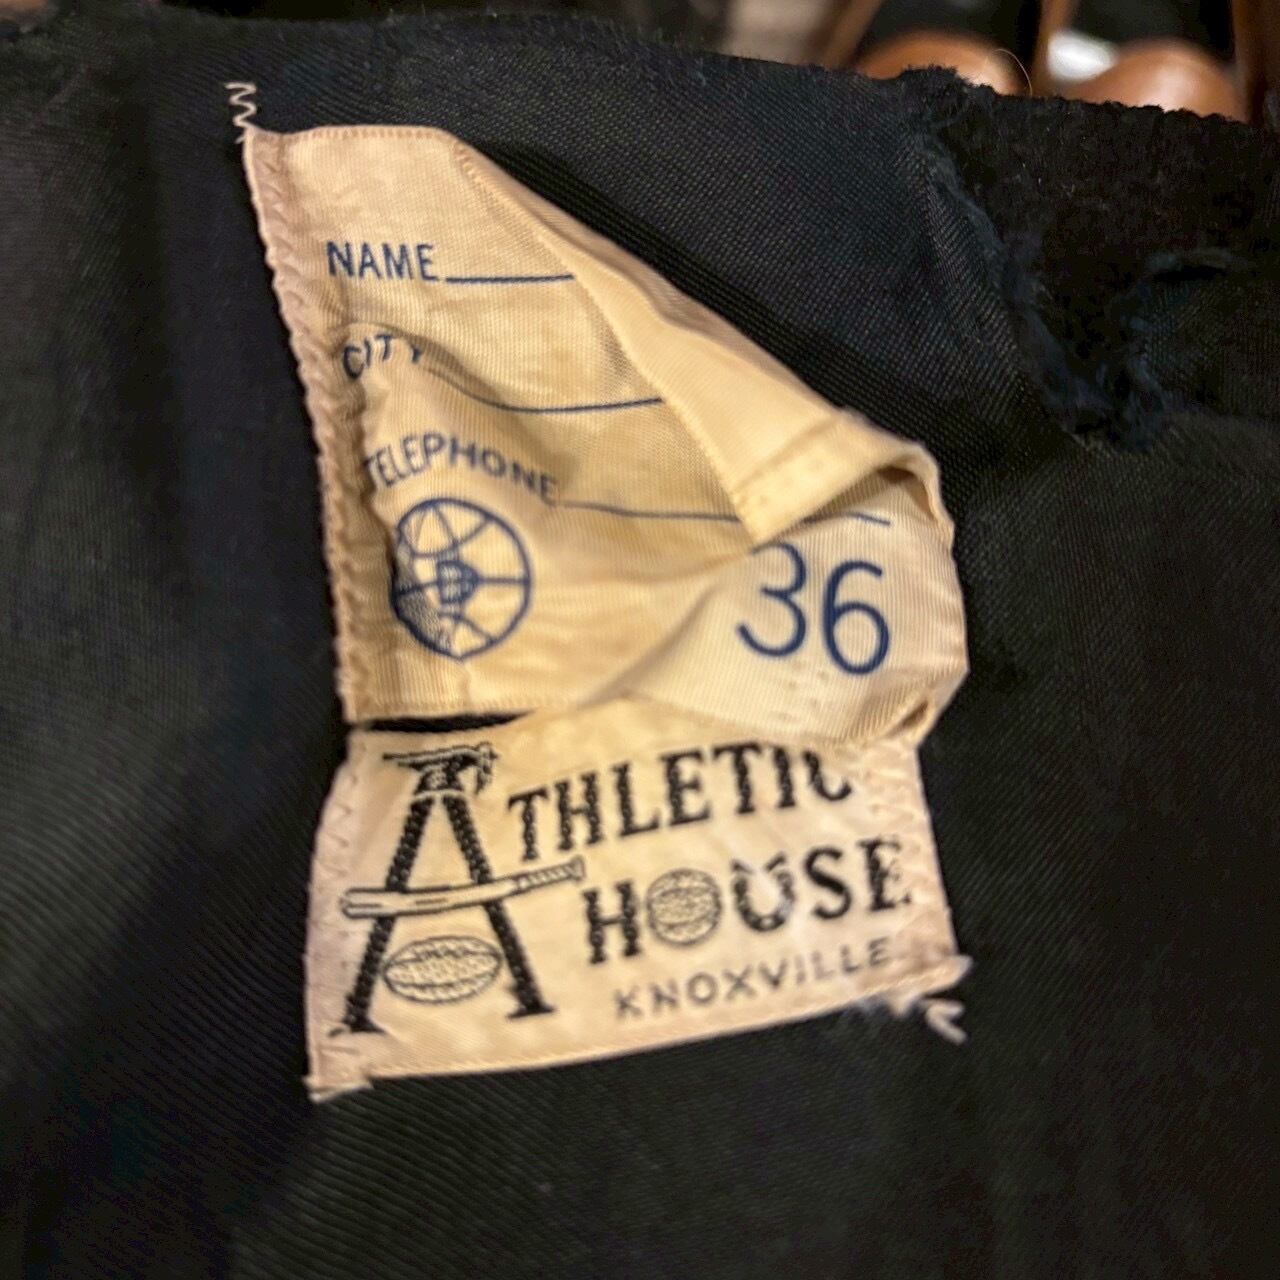 NAME
CITY
TELEPHONE
36
ATHLETIC
HOUSE
KNOXVILLE